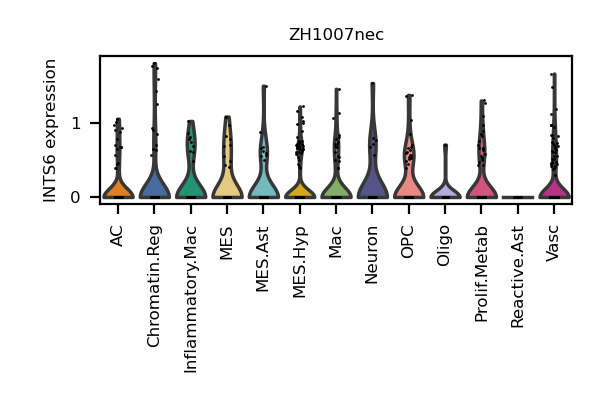 ZH1007nec
INTS6 expression
1
0
AC
Chromatin.Reg
Inflammatory.Mac
MES
MES.Ast
MES.Hyp
Mac
Neuron
OPC
Oligo
Prolif.Metab
Reactive.Ast
Vasc